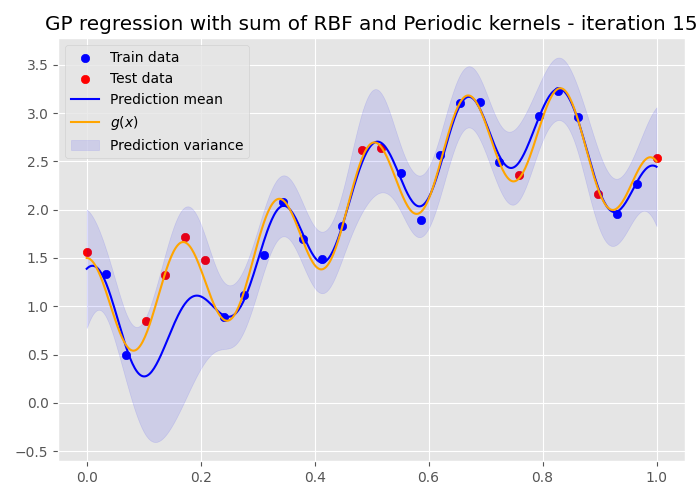 GP regression with sum of RBF and Periodic kernels - iteration 15
Train data
Test data
Prediction mean
g(x)
Prediction variance
3.5
3.0
2.5
2.0
1.5
1.0
0.5
0.0
−0.5
0.0 0.2 0.4 0.6 0.8 1.0